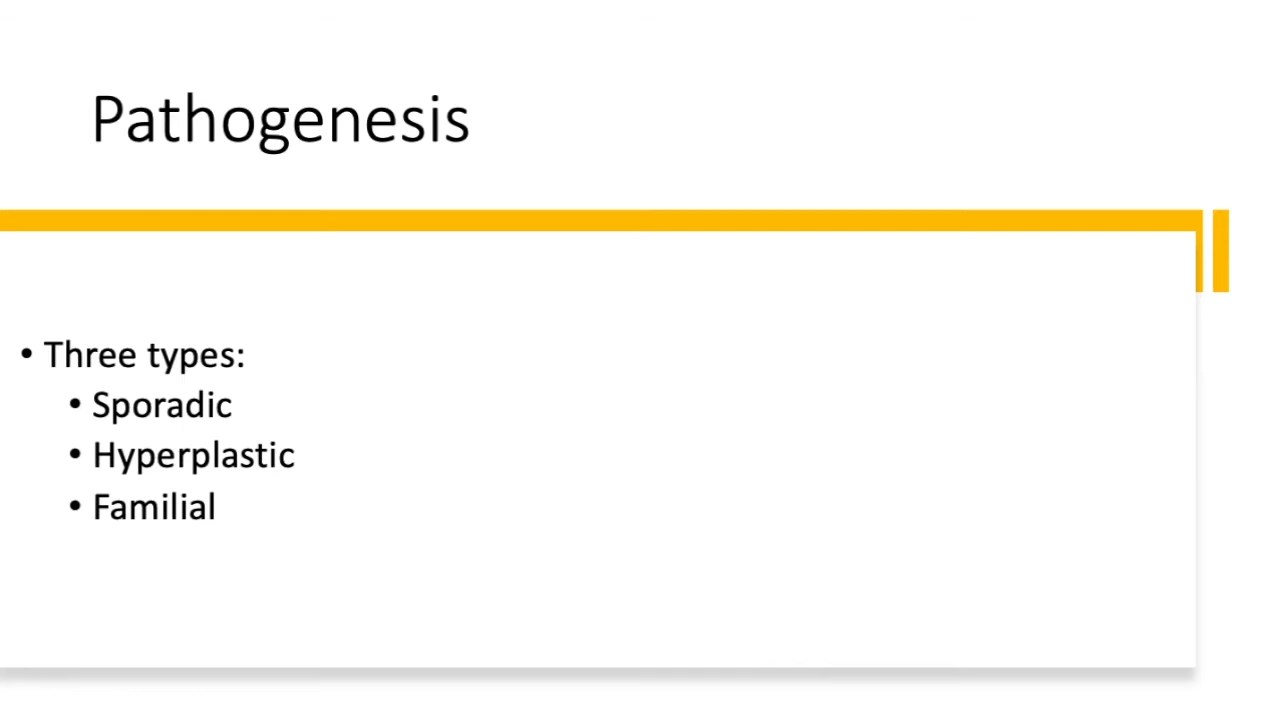 Pathogenesis
• Three types:
• Sporadic
• Hyperplastic
• Familial